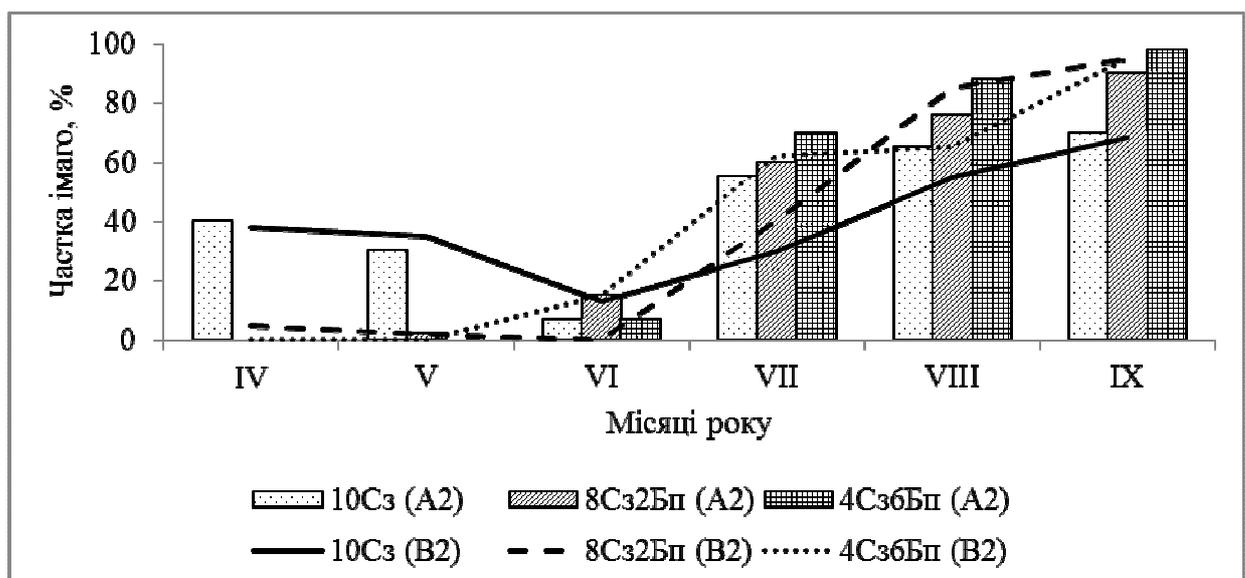 Частка імаго, %
100
80
60
40
20
0
IV V VI VII VIII IX
Місяці року
10Сз (А2) 8Сз2Бп (А2) 4Сз6Бп (А2)
10Сз (В2) 8Сз2Бп (В2) 4Сз6Бп (В2)